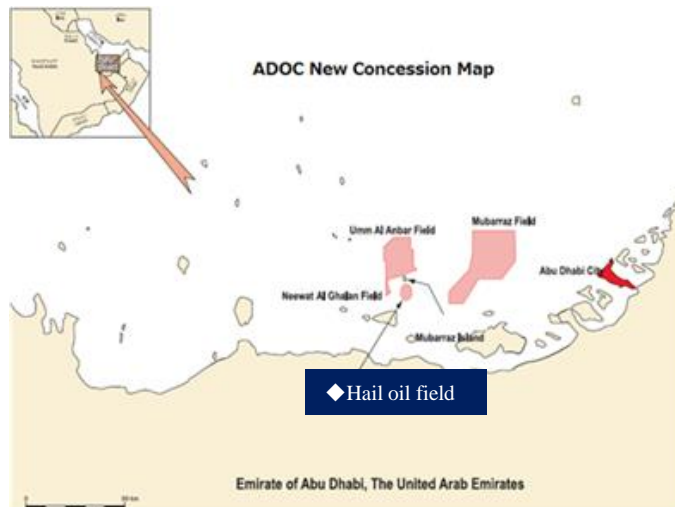 ADOC New Concession Map
Umm Al Anbar Field
Mubarraz Field
Abu Dhabi City
Neewat Al Ghalan Field
Mubarraz Island
◆Hail oil field
Emirate of Abu Dhabi, The United Arab Emirates
0